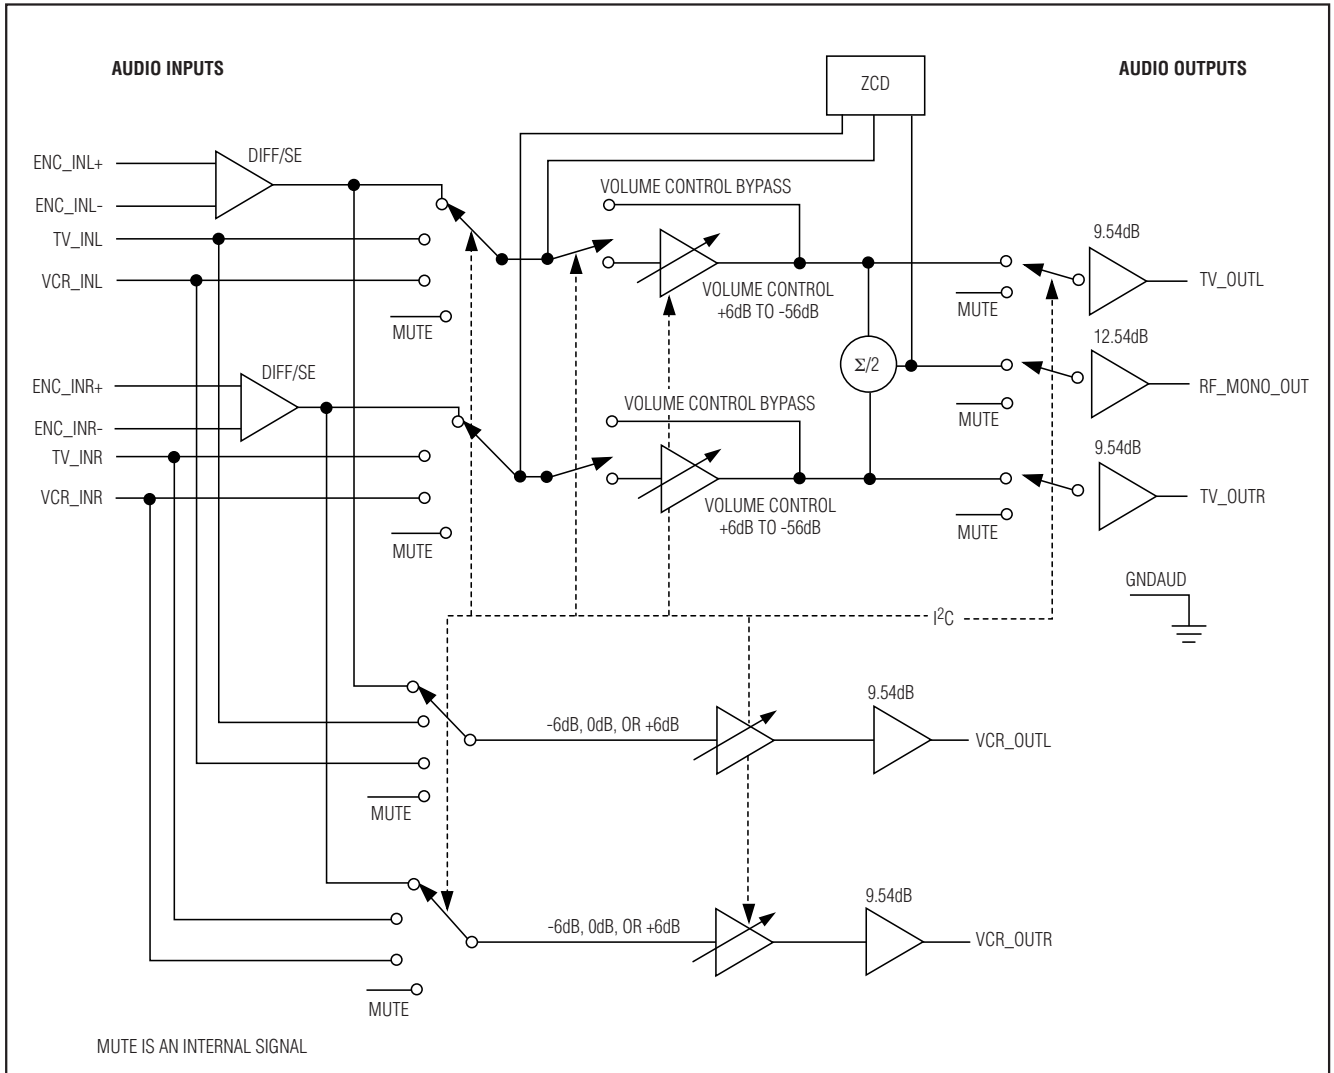 AUDIO INPUTS
AUDIO OUTPUTS
ZCD
ENC_INL+
DIFF/SE
ENC_INL-
TV_INL
VCR_INL
MUTE
VOLUME CONTROL BYPASS
VOLUME CONTROL
+6dB TO -56dB
9.54dB
TV_OUTL
MUTE
Σ/2
12.54dB
RF_MONO_OUT
MUTE
ENC_INR+
DIFF/SE
ENC_INR-
TV_INR
VCR_INR
MUTE
VOLUME CONTROL BYPASS
VOLUME CONTROL
+6dB TO -56dB
9.54dB
TV_OUTR
MUTE
GNDAUD
I²C
-6dB, 0dB, OR +6dB
9.54dB
VCR_OUTL
MUTE
-6dB, 0dB, OR +6dB
9.54dB
VCR_OUTR
MUTE
MUTE IS AN INTERNAL SIGNAL